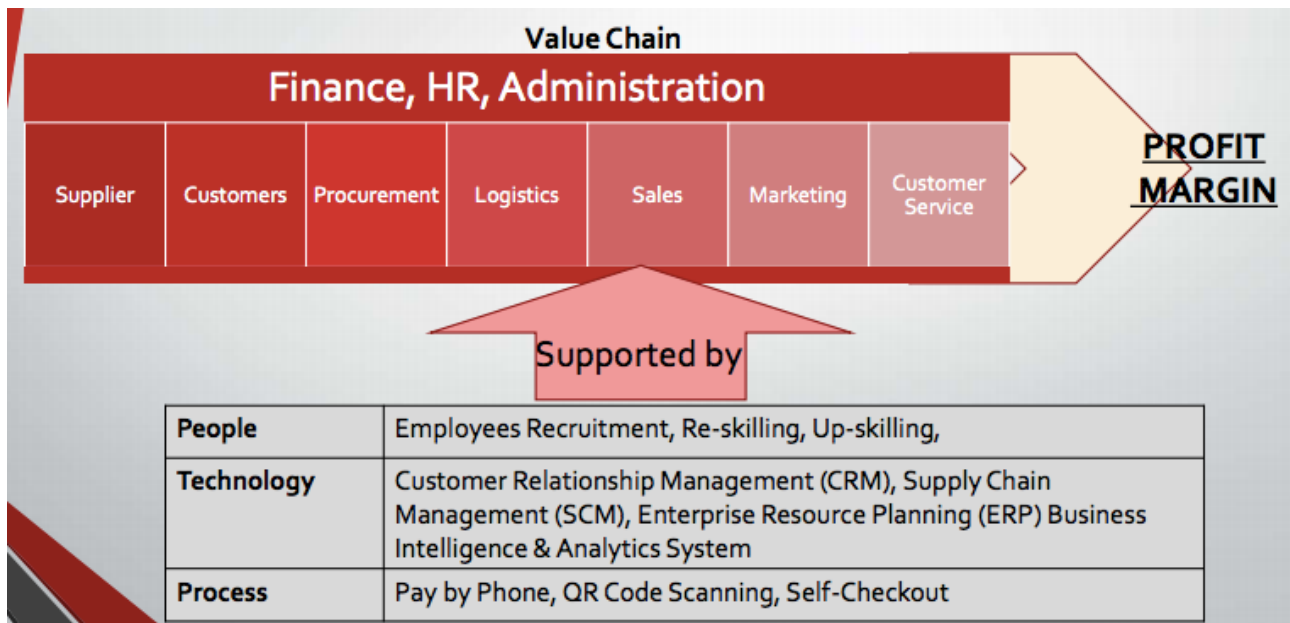 Value Chain
Finance, HR, Administration
Supplier
Customers
Procurement
Logistics
Sales
Marketing
Customer
Service
PROFIT
MARGIN
Supported by
People
Employees Recruitment, Re-skilling, Up-skilling,
Technology
Customer Relationship Management (CRM), Supply Chain
Management (SCM), Enterprise Resource Planning (ERP) Business
Intelligence & Analytics System
Process
Pay by Phone, QR Code Scanning, Self-Checkout